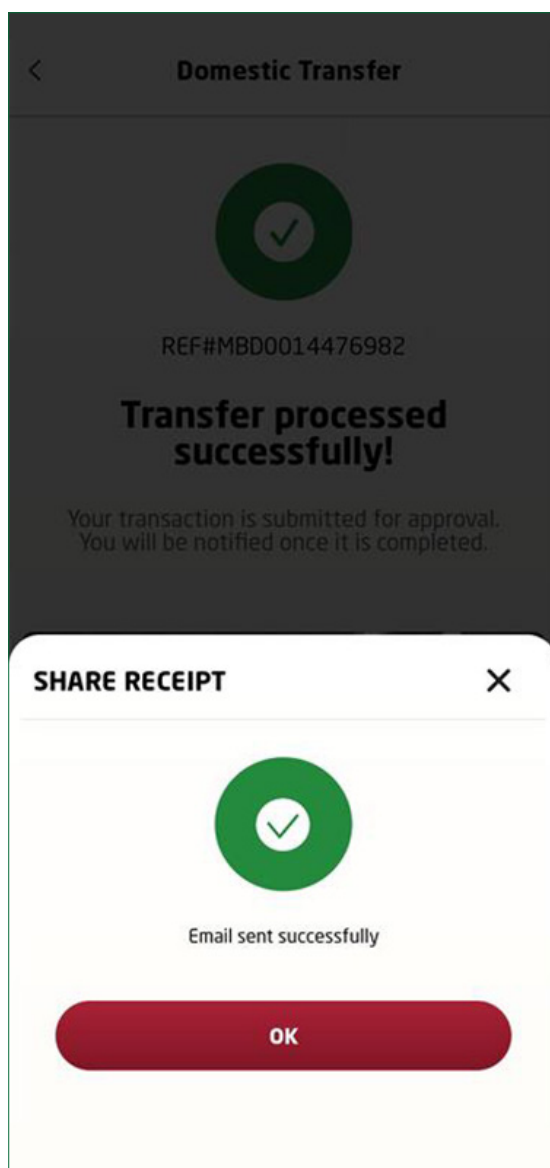 Domestic Transfer
REF#MBD0014476982
Transfer processed
successfully!
Your transaction is submitted for approval.
You will be notified once it is completed.
SHARE RECEIPT
Email sent successfully
OK